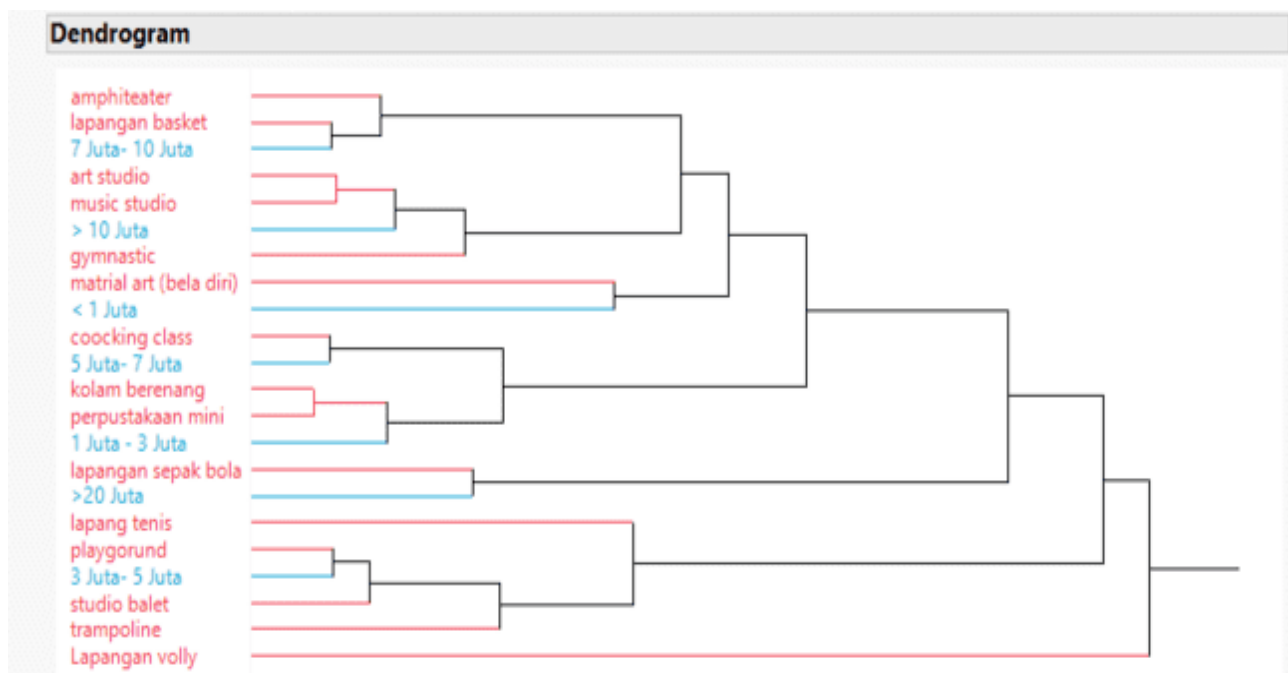 Dendrogram
amphiteater
lapangan basket
7 Juta- 10 Juta
art studio
music studio
> 10 Juta
gymnastic
matrial art (bela diri)
< 1 Juta
coocking class
5 Juta- 7 Juta
kolam berenang
perpustakaan mini
1 Juta - 3 Juta
lapangan sepak bola
>20 Juta
lapang tenis
playgorund
3 Juta- 5 Juta
studio balet
trampoline
Lapangan volly